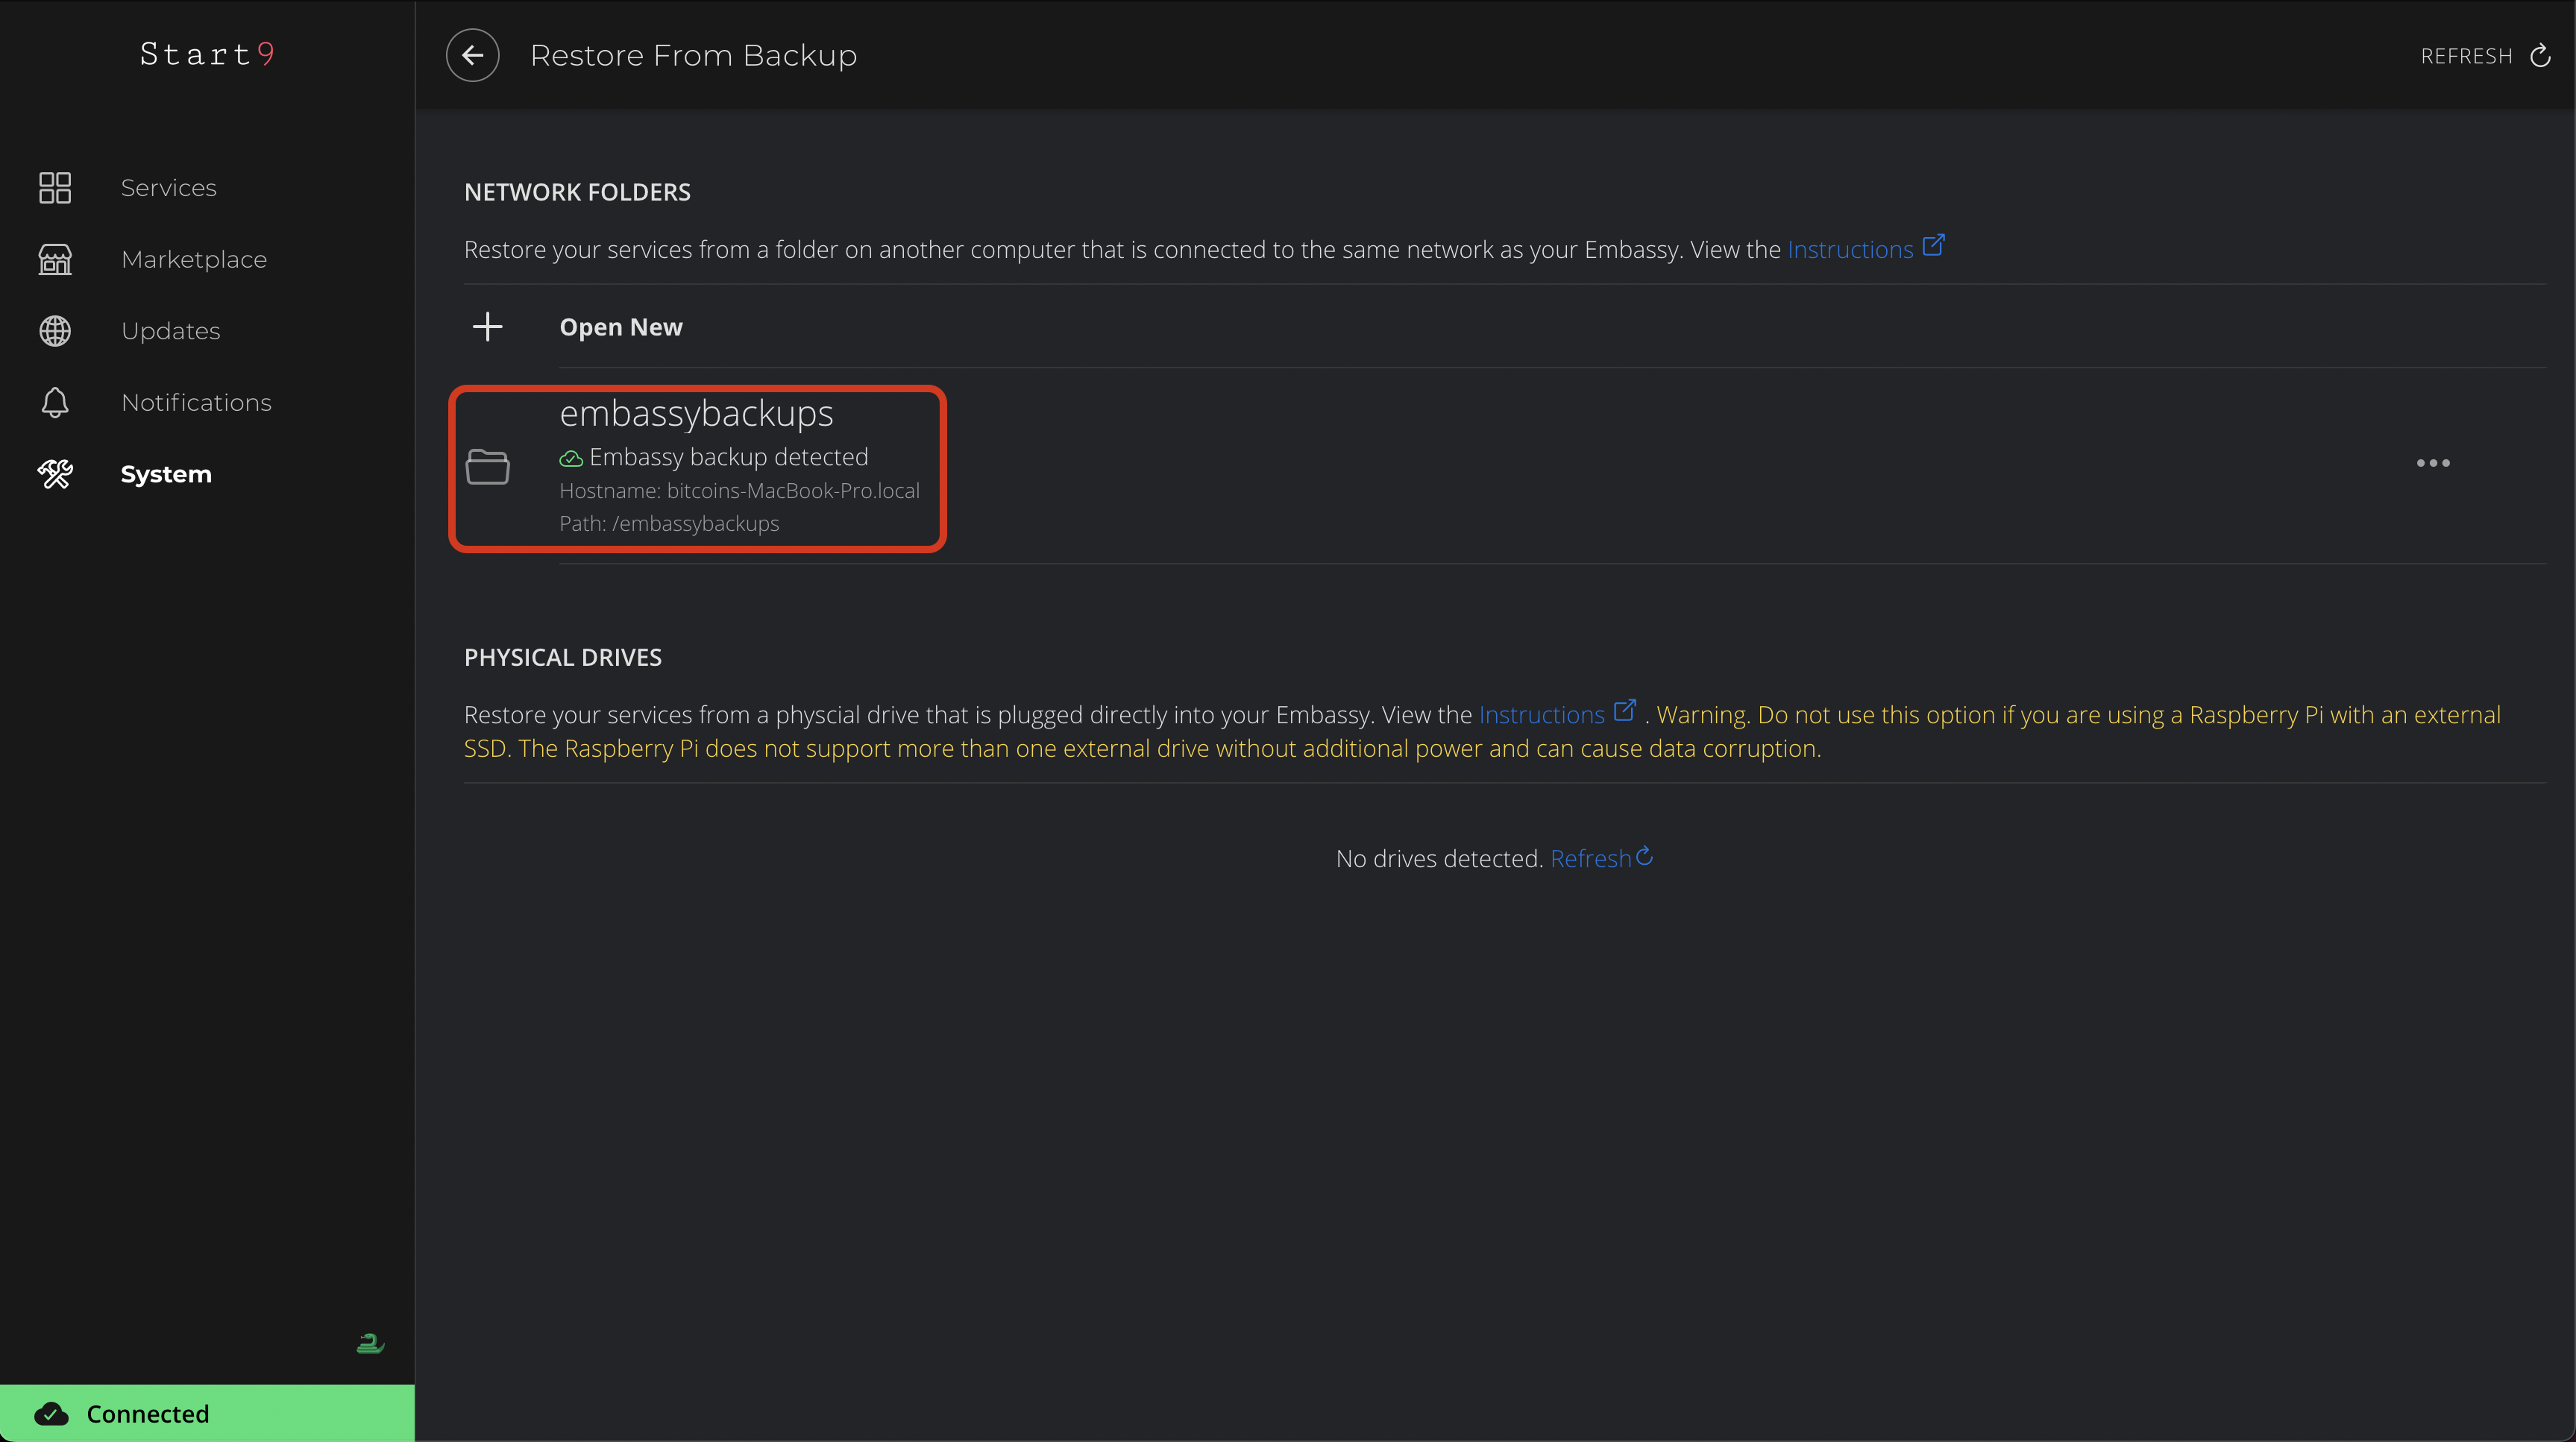 Start9
Services
Marketplace
Updates
Notifications
System
Connected
Restore From Backup
REFRESH
NETWORK FOLDERS
Restore your services from a folder on another computer that is connected to the same network as your Embassy. View the Instructions
Open New
embassybackups
Embassy backup detected
Hostname: bitcoins-MacBook-Pro.local
Path: /embassybackups
PHYSICAL DRIVES
Restore your services from a physcial drive that is plugged directly into your Embassy. View the Instructions . Warning. Do not use this option if you are using a Raspberry Pi with an external
SSD. The Raspberry Pi does not support more than one external drive without additional power and can cause data corruption.
No drives detected. Refresh